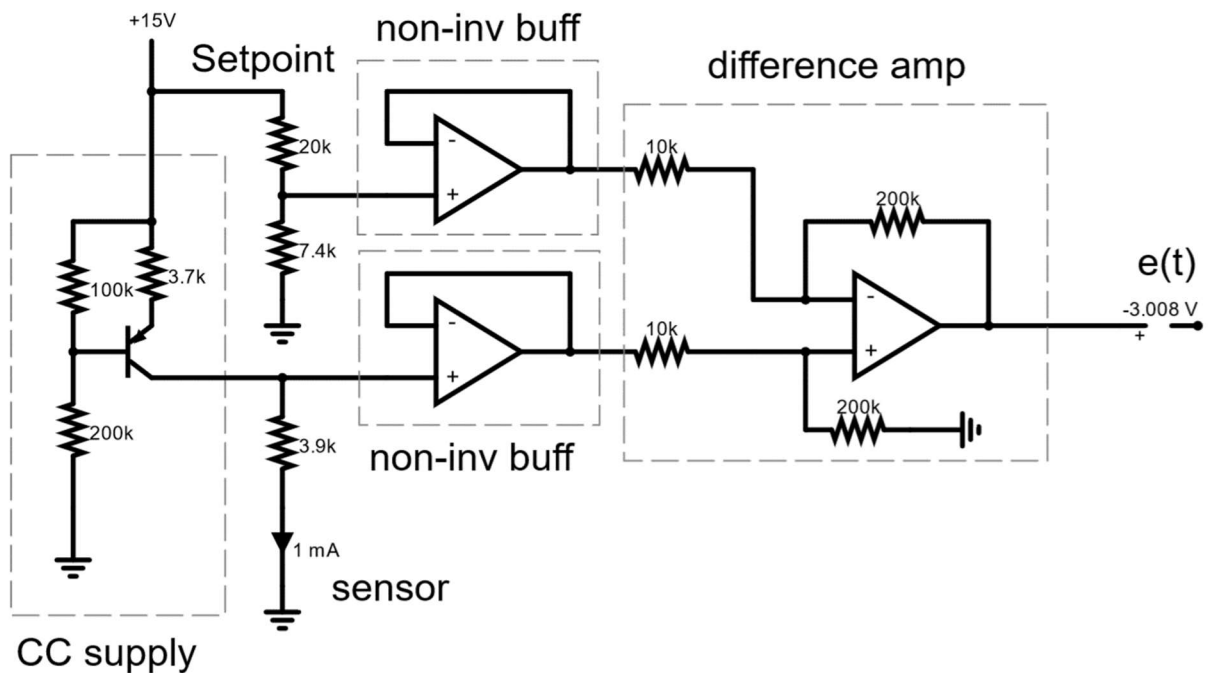 +15V
Setpoint
non-inv buff
difference amp
20k
-
+
10k
200k
7.4k
100k
3.7k
-
+
10k
-
+
e(t)
-3.008 V
+
200k
200k
3.9k
non-inv buff
1 mA
sensor
CC supply